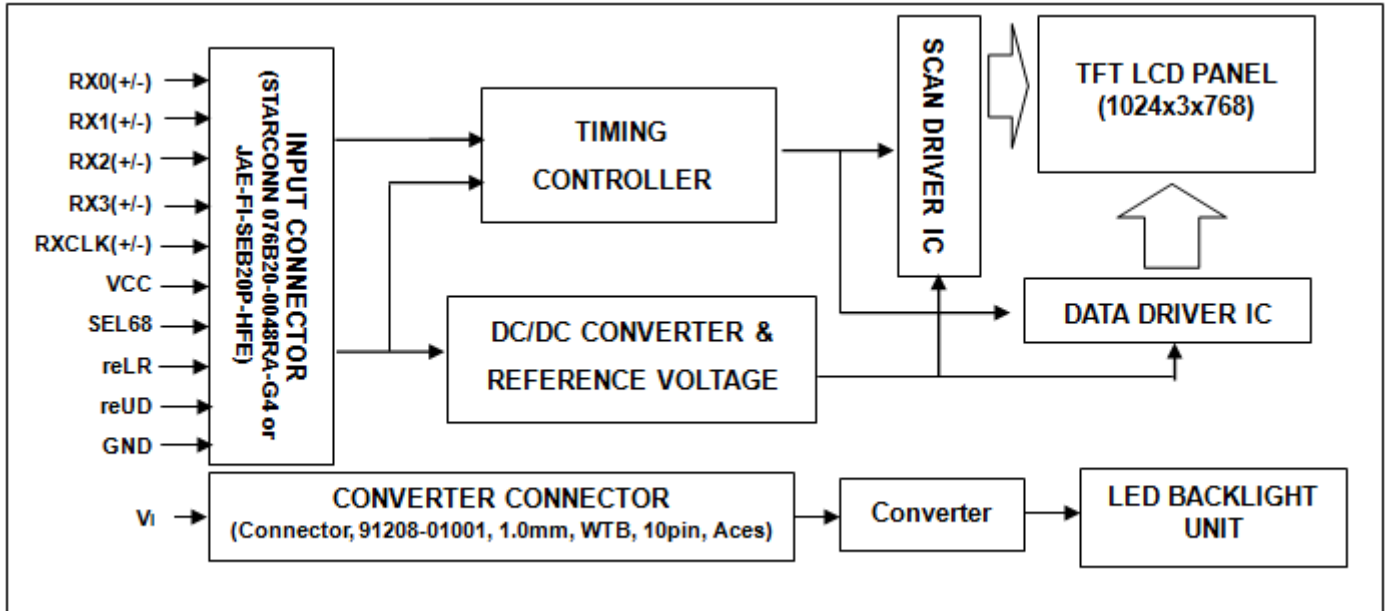 RX0(+/-)
RX1(+/-)
RX2(+/-)
RX3(+/-)
RXCLK(+/-)
VCC
SEL68
reLR
reUD
GND
INPUT CONNECTOR
(STARCONN 076B20-0048RA-G4 or
JAE-FI-SEB20P-HFE)
TIMING
CONTROLLER
SCAN DRIVER IC
TFT LCD PANEL
(1024x3x768)
DC/DC CONVERTER &
REFERENCE VOLTAGE
DATA DRIVER IC
VI
CONVERTER CONNECTOR
(Connector, 91208-01001, 1.0mm, WTB, 10pin, Aces)
Converter
LED BACKLIGHT
UNIT